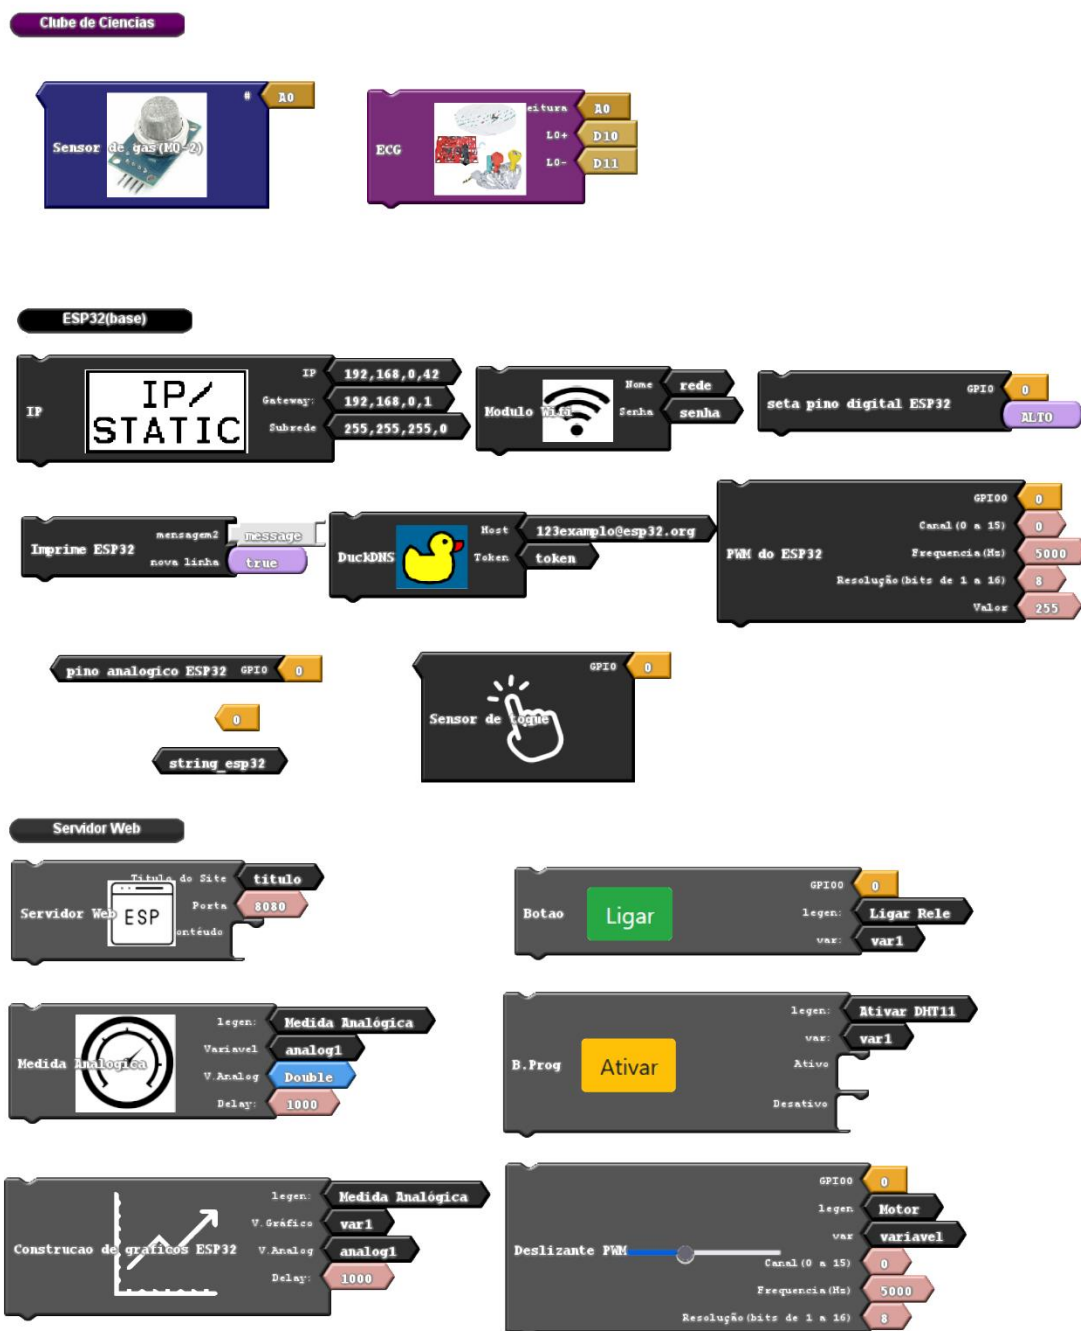 Clube de Ciencias
Sensor de gas(MQ-2)
# A0
ECG
eitura A0
L0+ D10
L0- D11
ESP32(base)
IP
IP/
STATIC
IP 192,168,0,42
Gateway: 192,168,0,1
Subrede 255,255,255,0
Modulo Wifi
Nome rede
Senha senha
seta pino digital ESP32
GPIO 0
ALTO
Imprime ESP32
mensagem2 message
nova linha true
DuckDNS
Host 123examplo@esp32.org
Token token
PWM do ESP32
GPIO0 0
Canal(0 a 15) 0
Frequencia(Hz) 5000
Resolução(bits de 1 a 16) 8
Valor 255
pino analogico ESP32 GPIO 0
0
string_esp32
Sensor de toque
GPIO 0
Servidor Web
Servidor Web
ESP
Titulo do Site titulo
Porta 8080
ontéudo
Botao
Ligar
GPIO0 0
legen: Ligar Rele
var: var1
Medida Analogica
legen: Medida Analógica
Variavel analog1
V.Analog Double
Delay: 1000
B.Prog
Ativar
legen: Ativar DHT11
var: var1
Ativo
Desativo
Construcao de graficos ESP32
legen: Medida Analógica
V.Gráfico var1
V.Analog analog1
Delay: 1000
Deslizante PWM
GPIO0 0
legen Motor
var variavel
Canal(0 a 15) 0
Frequencia(Hz) 5000
Resolução(bits de 1 a 16) 8